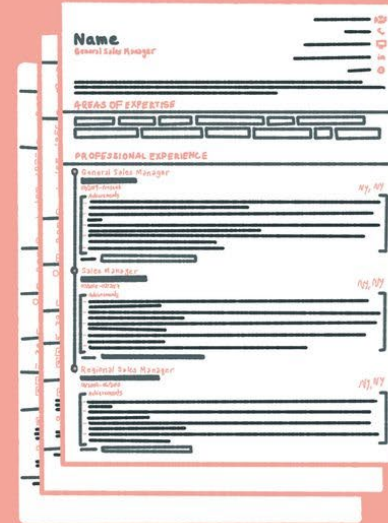 Name
General Sales Manager
AREAS OF EXPERTISE
PROFESSIONAL EXPERIENCE
General Sales Manager
NY, NY
Sales Manager
NY, NY
Regional Sales Manager
NY, NY